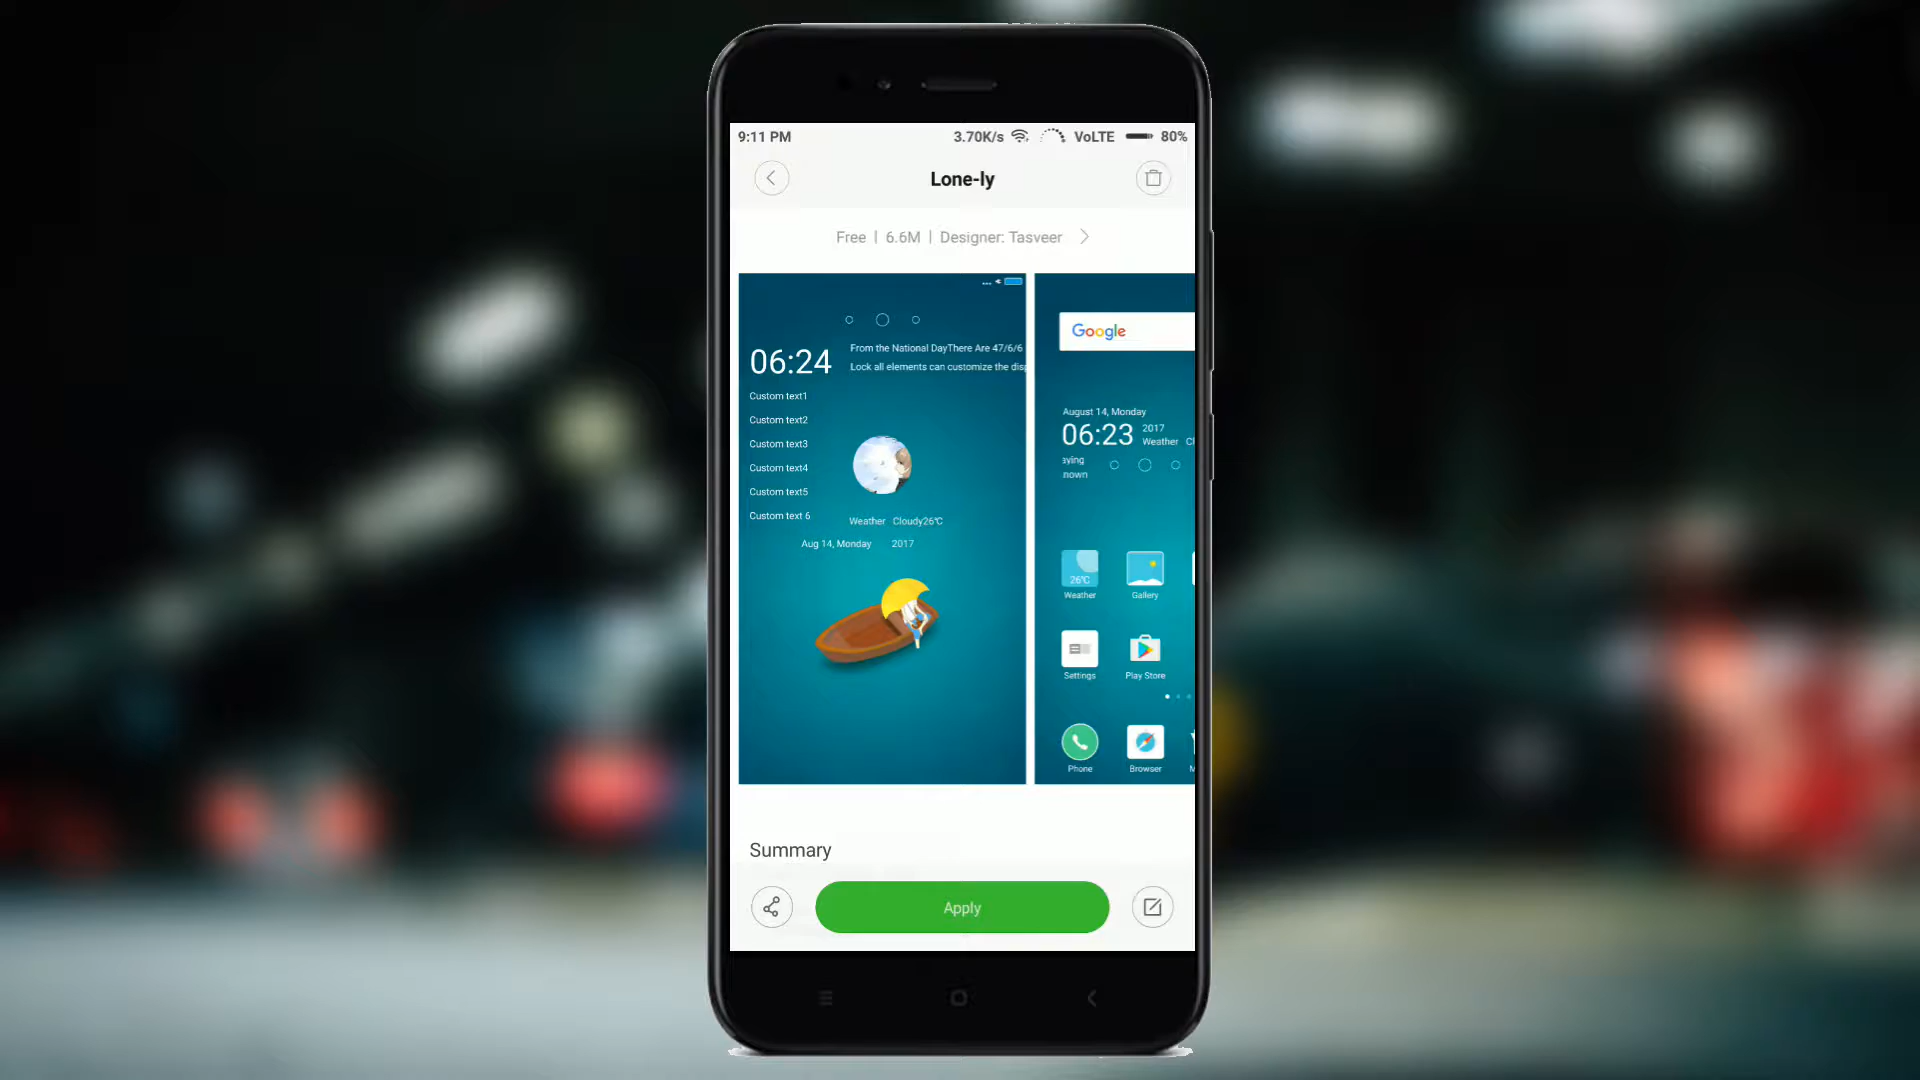 9:11 PM 3.70K/s VoLTE 80%
Lone-ly
Free | 6.6M | Designer: Tasveer
06:24
From the National DayThere Are 47/6/6
Lock all elements can customize the disp
Custom text1
Custom text2
Custom text3
Custom text4
Custom text5
Custom text 6
Weather Cloudy26℃
Aug 14, Monday 2017
Google
August 14, Monday
06:23
2017
Weather
aying
nown
26℃
Weather
Gallery
Settings
Play Store
Phone
Browser
M
Summary
Apply